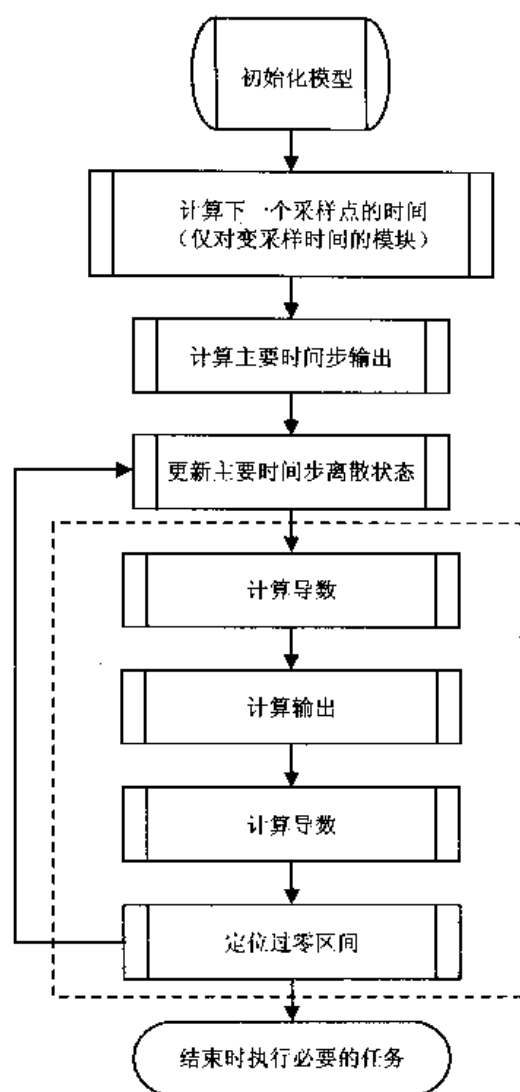 初始化模型
计算下一个采样点的时间
（仅对变采样时间的模块）
计算主要时间步输出
更新主要时间步离散状态
计算导数
计算输出
计算导数
定位过零区间
结束时执行必要的任务